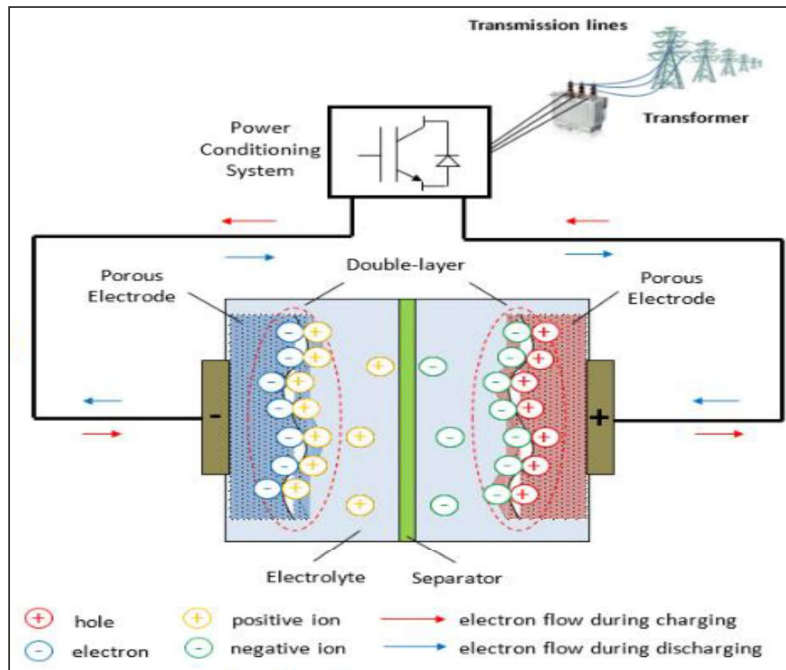 Transmission lines
Transformer
Power
Conditioning
System
Double-layer
Porous
Electrode
Porous
Electrode
-
+
Electrolyte
Separator
+ hole
+ positive ion
electron flow during charging
- electron
- negative ion
electron flow during discharging